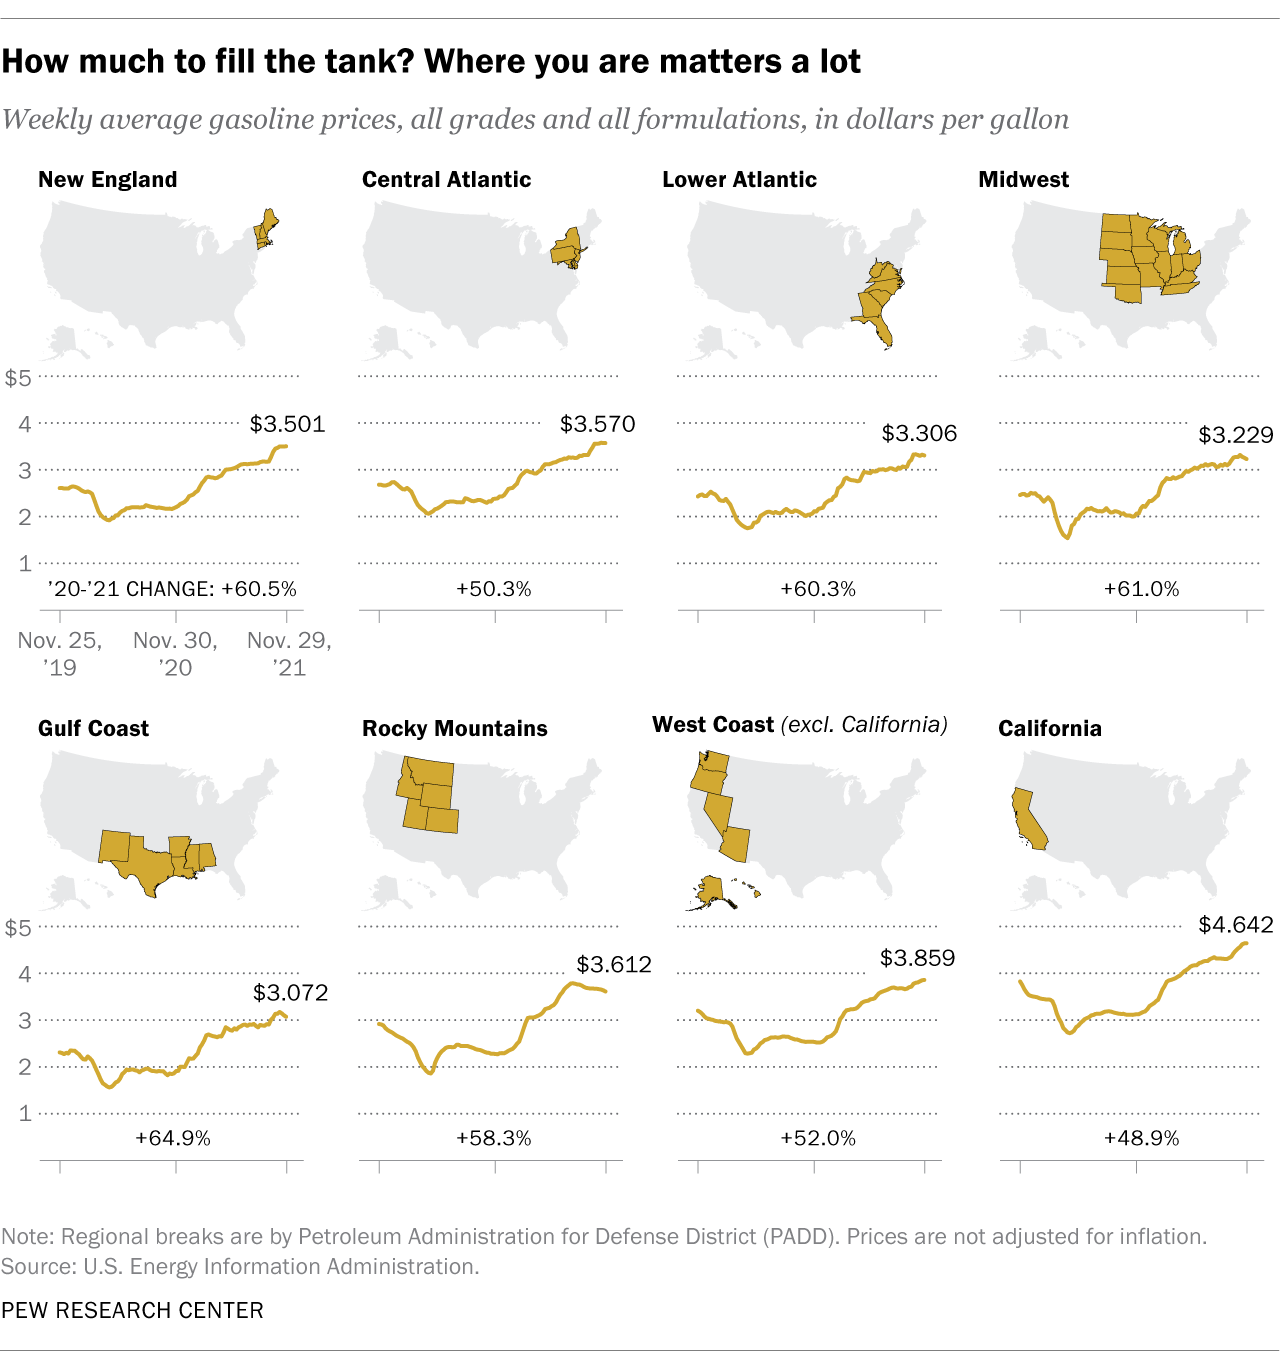 How much to fill the tank? Where you are matters a lot
Weekly average gasoline prices, all grades and all formulations, in dollars per gallon
New England
Central Atlantic
Lower Atlantic
Midwest
$5
4
3
2
1
$3.501
$3.570
$3.306
$3.229
’20-’21 CHANGE: +60.5%
+50.3%
+60.3%
+61.0%
Nov. 25,
’19
Nov. 30,
’20
Nov. 29,
’21
Gulf Coast
Rocky Mountains
West Coast (excl. California)
California
$5
4
3
2
1
$3.072
$3.612
$3.859
$4.642
+64.9%
+58.3%
+52.0%
+48.9%
Note: Regional breaks are by Petroleum Administration for Defense District (PADD). Prices are not adjusted for inflation.
Source: U.S. Energy Information Administration.
PEW RESEARCH CENTER